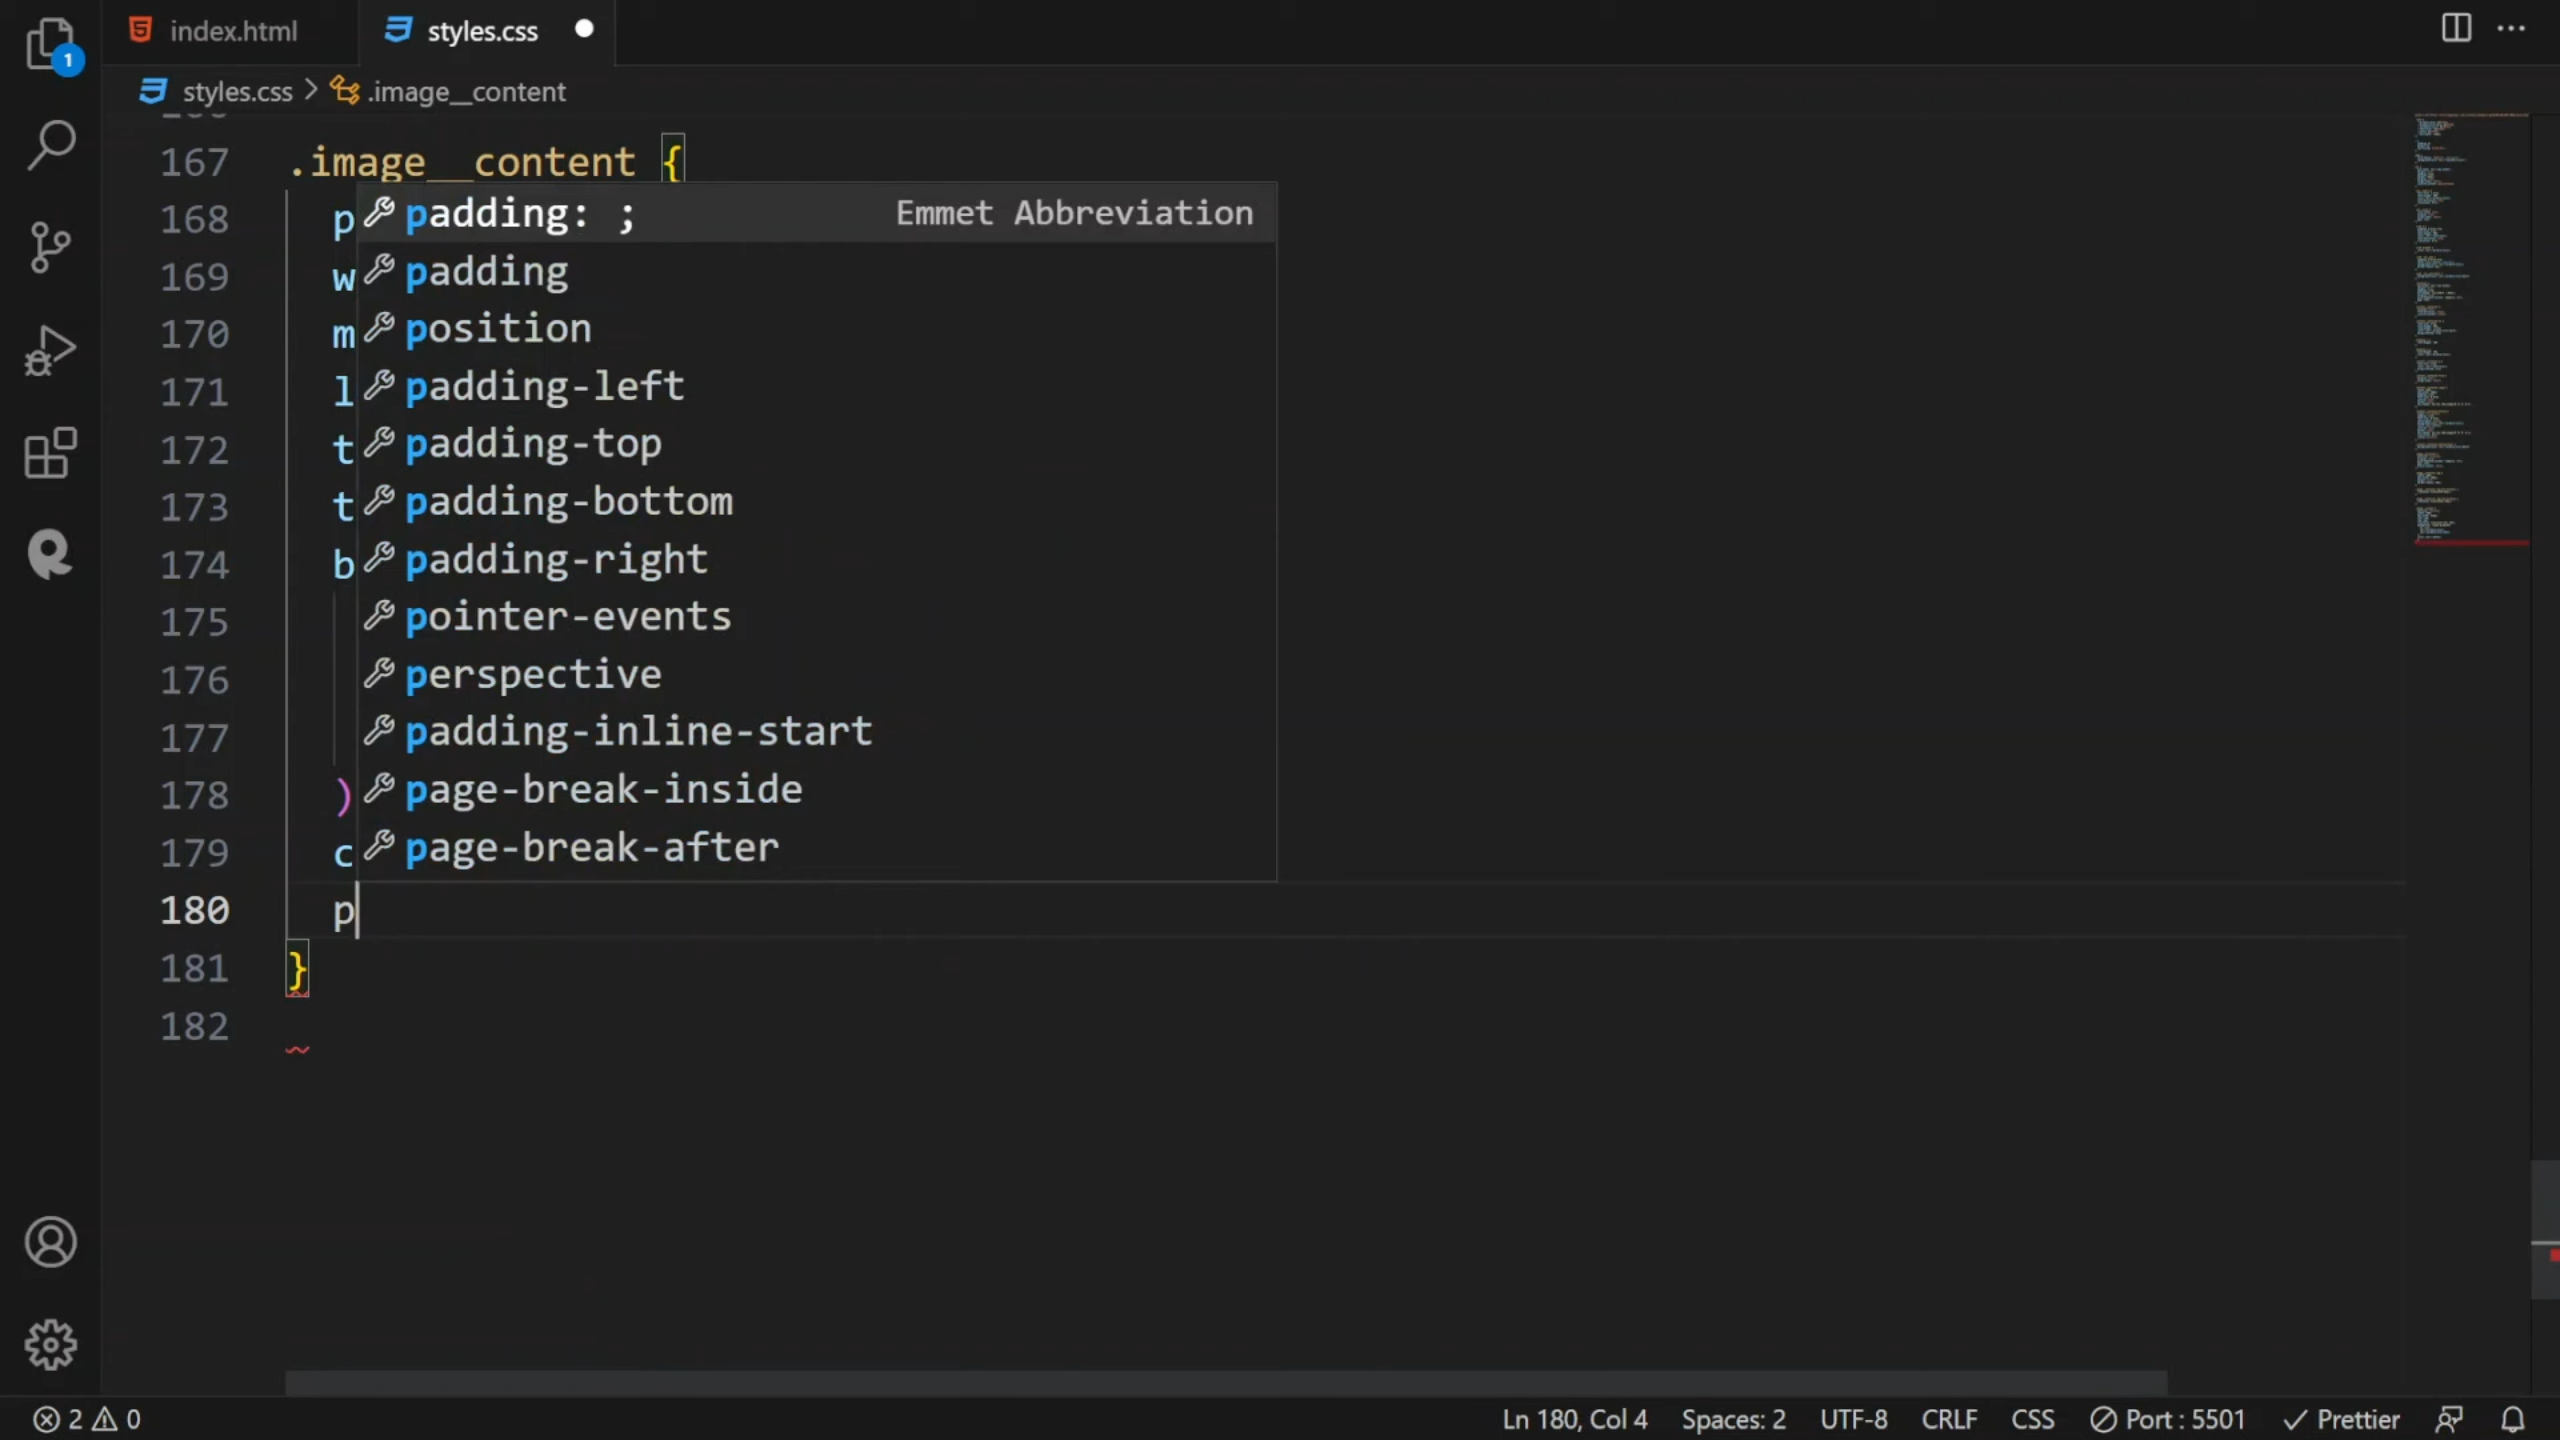 1
index.html
styles.css
styles.css > .image__content
167 .image__content {
168 p
169 w
170 m
171 l
172 t
173 t
174 b
175
176
177
178 )
179 c
180 p
181 }
182
padding: ; Emmet Abbreviation
padding
position
padding-left
padding-top
padding-bottom
padding-right
pointer-events
perspective
padding-inline-start
page-break-inside
page-break-after
2 0 Ln 180, Col 4 Spaces: 2 UTF-8 CRLF CSS Port : 5501 Prettier